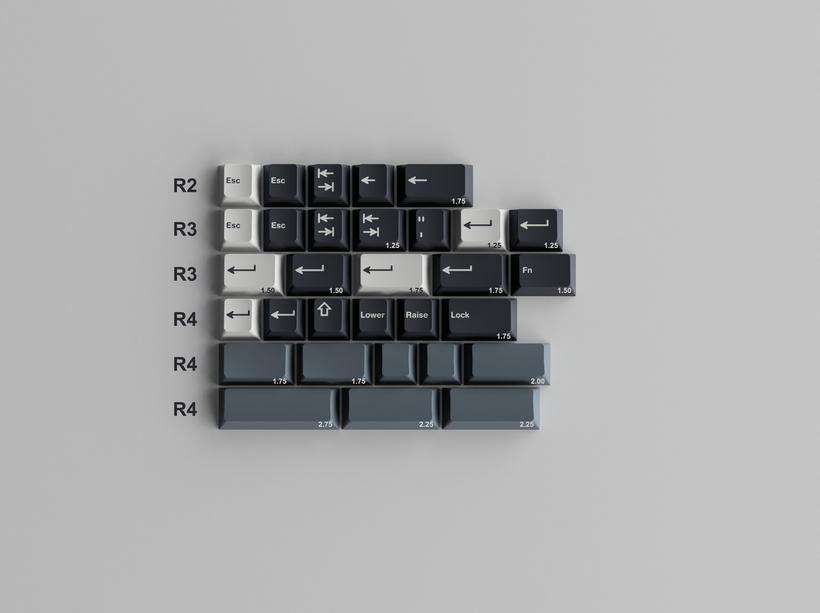 R2 Esc Esc ⇤ ⇥ ← ← 1.75
R3 Esc Esc ⇤ ⇥ ⇤ ⇥ 1.25 " ' ↵ 1.25 ↵ 1.25
R3 ↵ 1.50 ↵ 1.50 ↵ 1.75 ↵ 1.75 Fn 1.50
R4 ↵ ↵ ⇧ Lower Raise Lock 1.75
R4 1.75 1.75 2.00
R4 2.75 2.25 2.25